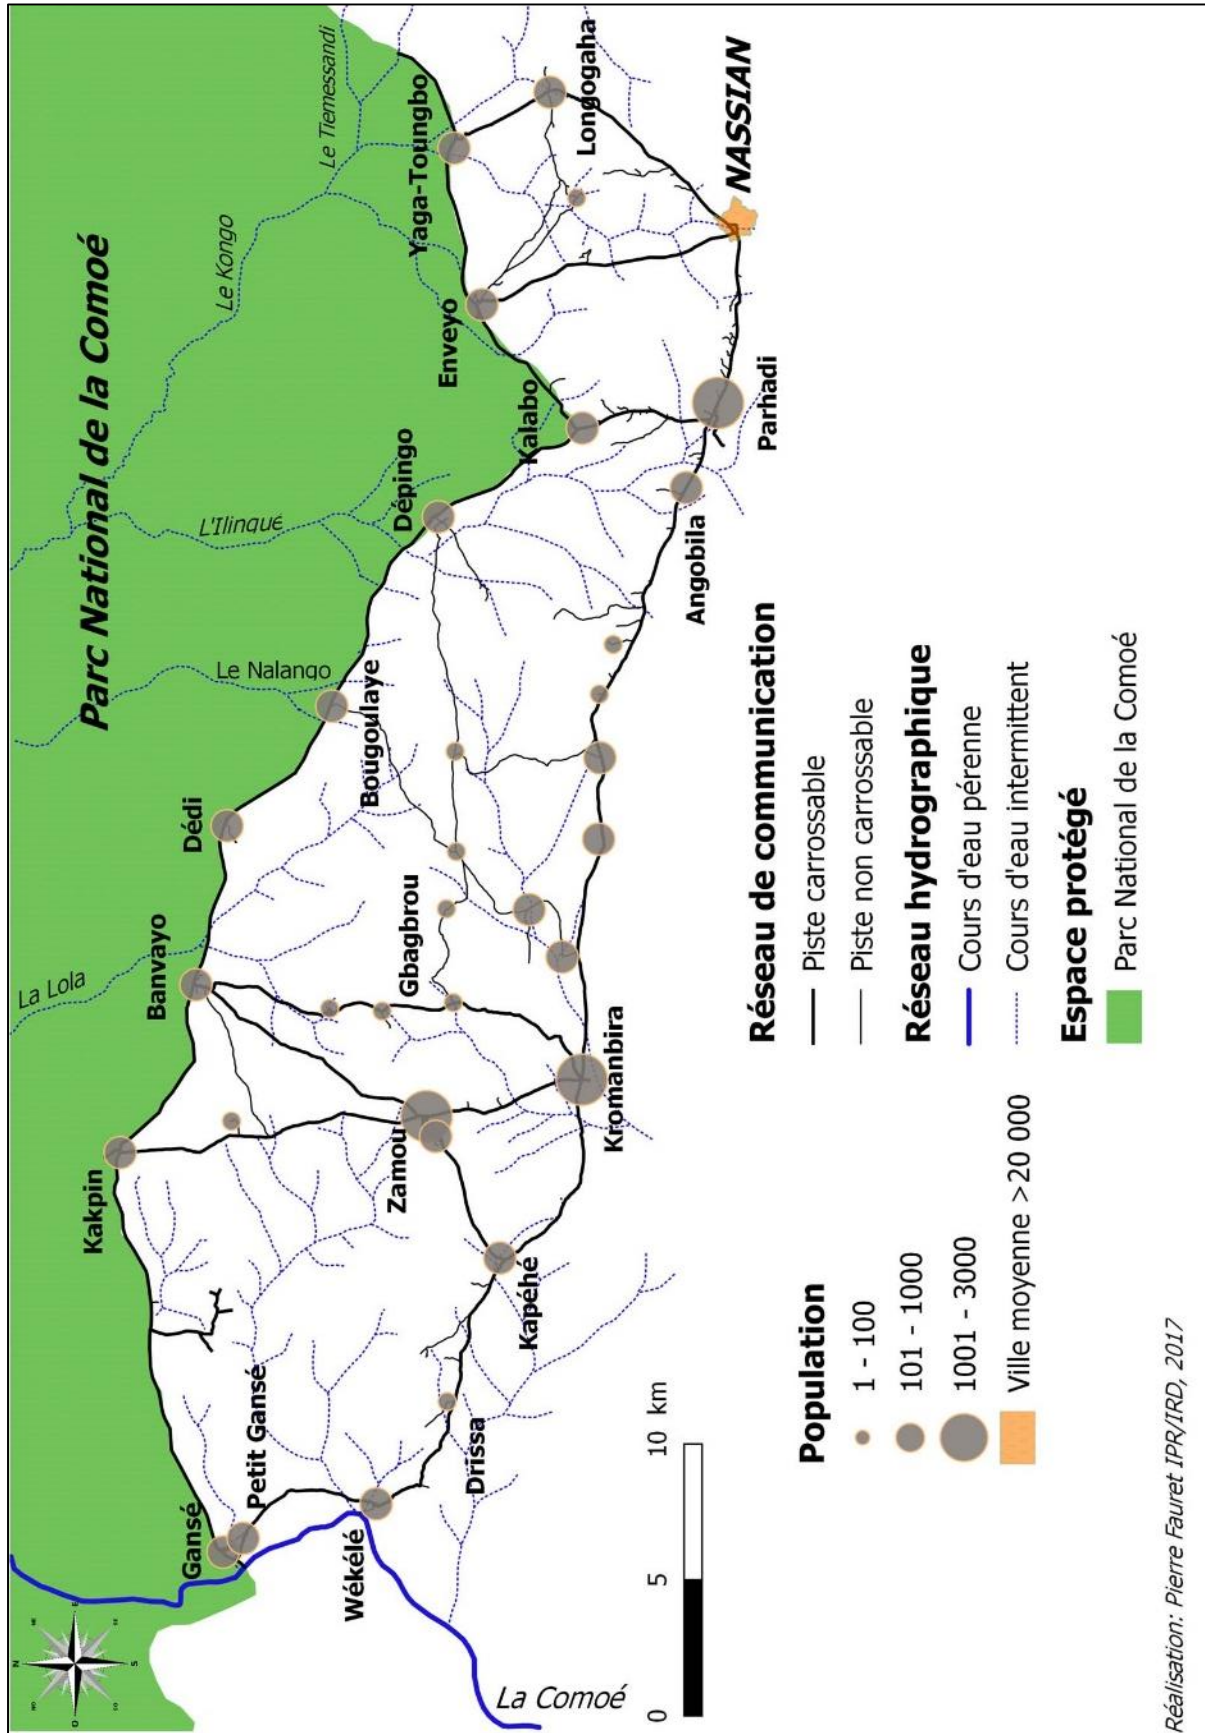 Parc National de la Comoé
Le Tiemessandi
Le Kongo
L'Ilinqué
Le Nalango
La Lola
Kakpin
Banvayo
Dédi
Bougoulaye
Dépingo
Kalabo
Enveyo
Yaga-Toungbo
Longogaha
NASSIAN
Parhadi
Angobila
Gbagbrou
Zamou
Kromanbira
Kapéhé
Drissa
Gansé
Petit Gansé
Wékélé
La Comoé
N
E
S
O
0 5 10 km
Population
1 - 100
101 - 1000
1001 - 3000
Ville moyenne >20 000
Réseau de communication
Piste carrossable
Piste non carrossable
Réseau hydrographique
Cours d'eau pérenne
Cours d'eau intermittent
Espace protégé
Parc National de la Comoé
Réalisation: Pierre Fauret IPR/IRD, 2017